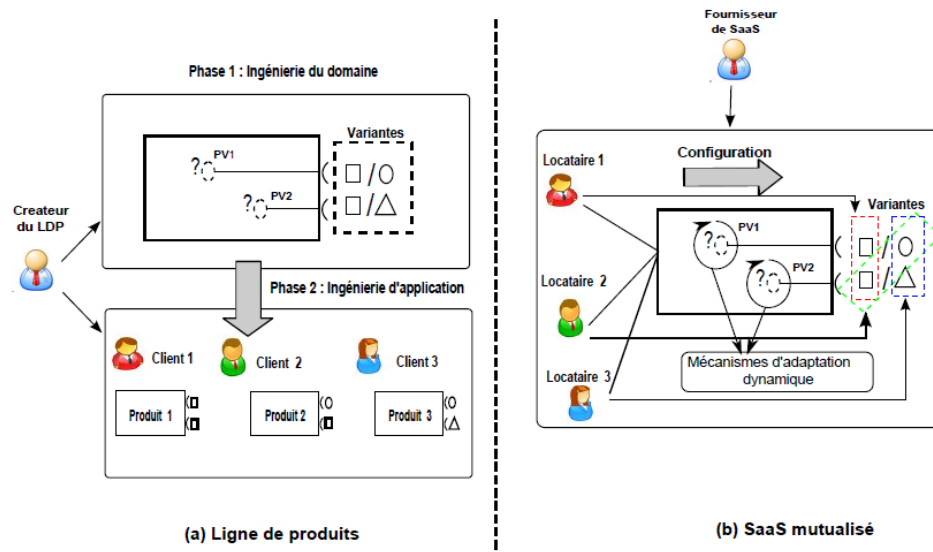 Phase 1 : Ingénierie du domaine
Variantes
PV1
?
/
PV2
?
/
Createur
du LDP
Phase 2 : Ingénierie d'application
Client 1
Client 2
Client 3
Produit 1
Produit 2
Produit 3
(a) Ligne de produits
Fournisseur
de SaaS
Locataire 1
Configuration
Variantes
PV1
?
/
Locataire 2
PV2
?
/
Locataire 3
Mécanismes d'adaptation
dynamique
(b) SaaS mutualisé